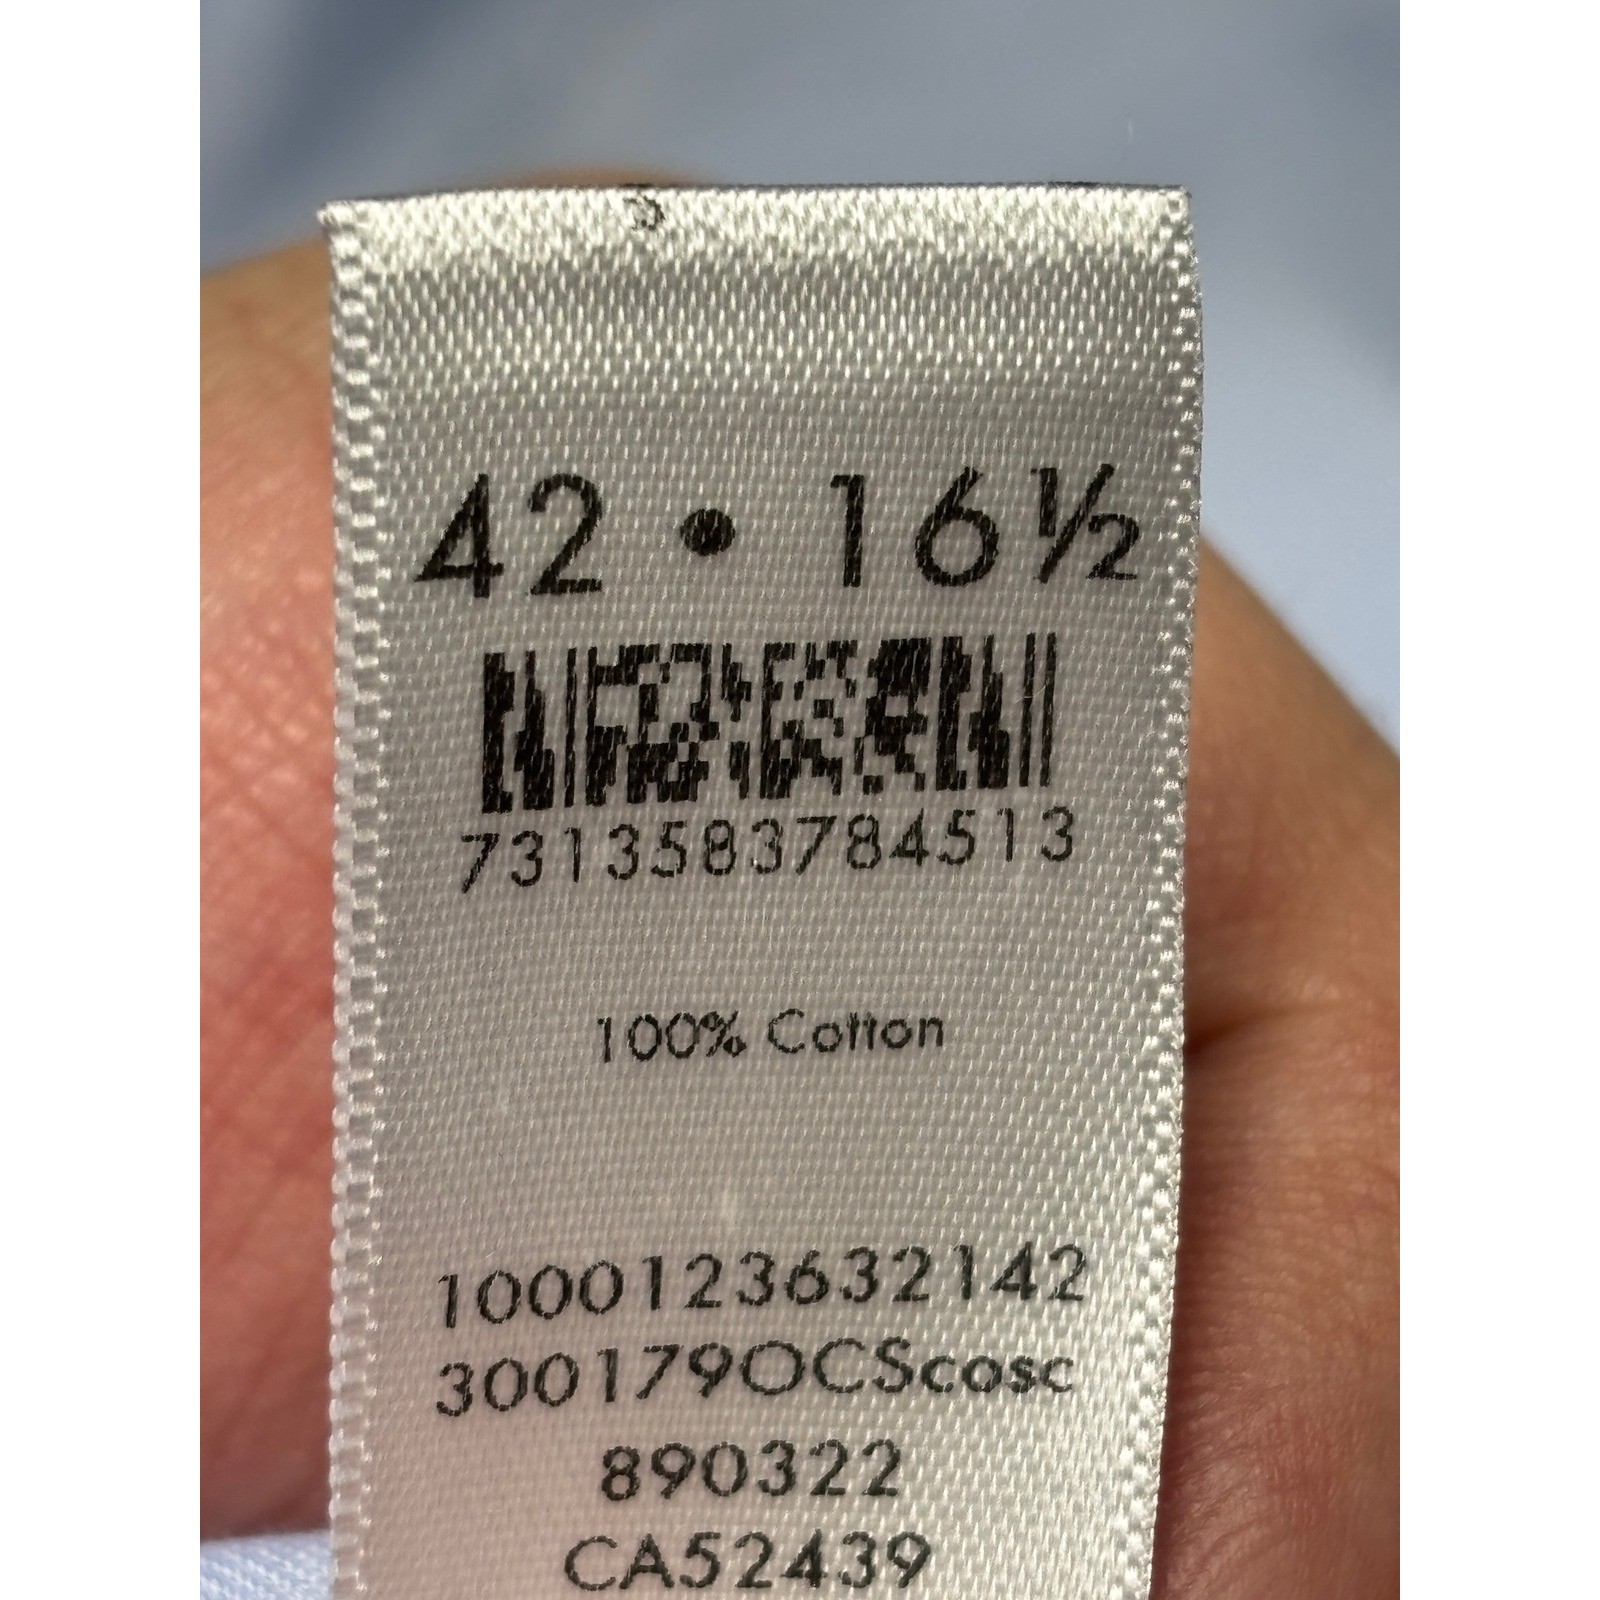 42 • 16½
7313583784513
100% Cotton
1000123632142
300179OCScosc
890322
CA52439